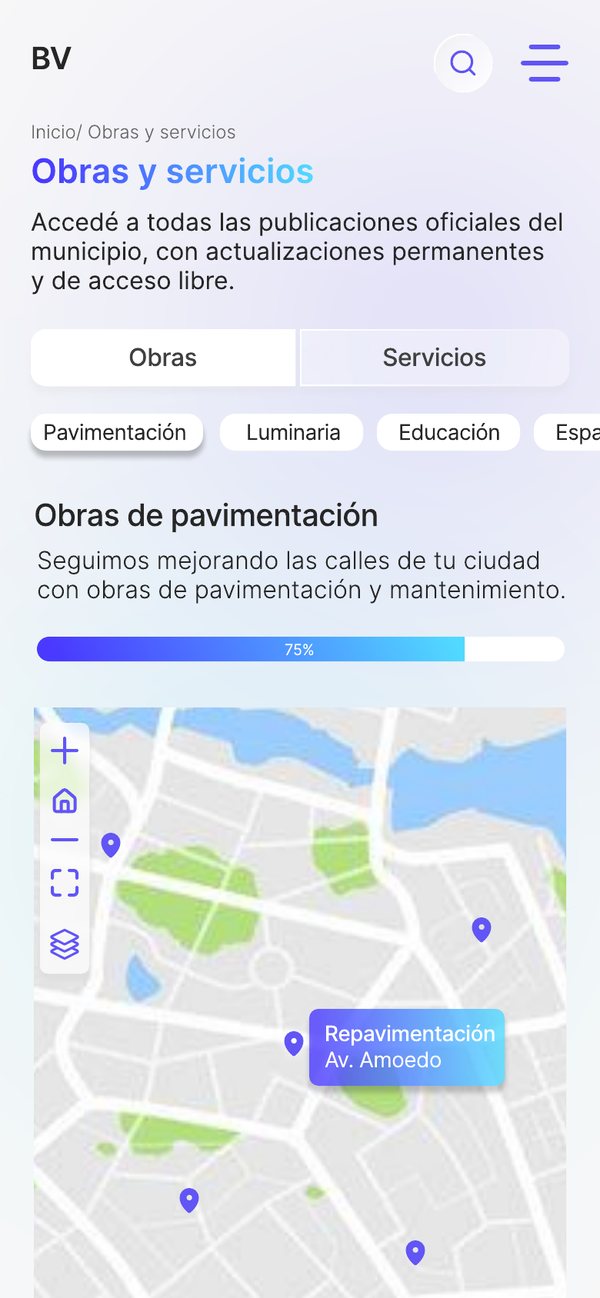 BV
Inicio/ Obras y servicios
Obras y servicios
Accedé a todas las publicaciones oficiales del
municipio, con actualizaciones permanentes
y de acceso libre.
Obras
Servicios
Pavimentación
Luminaria
Educación
Espa
Obras de pavimentación
Seguimos mejorando las calles de tu ciudad
con obras de pavimentación y mantenimiento.
75%
Repavimentación
Av. Amoedo